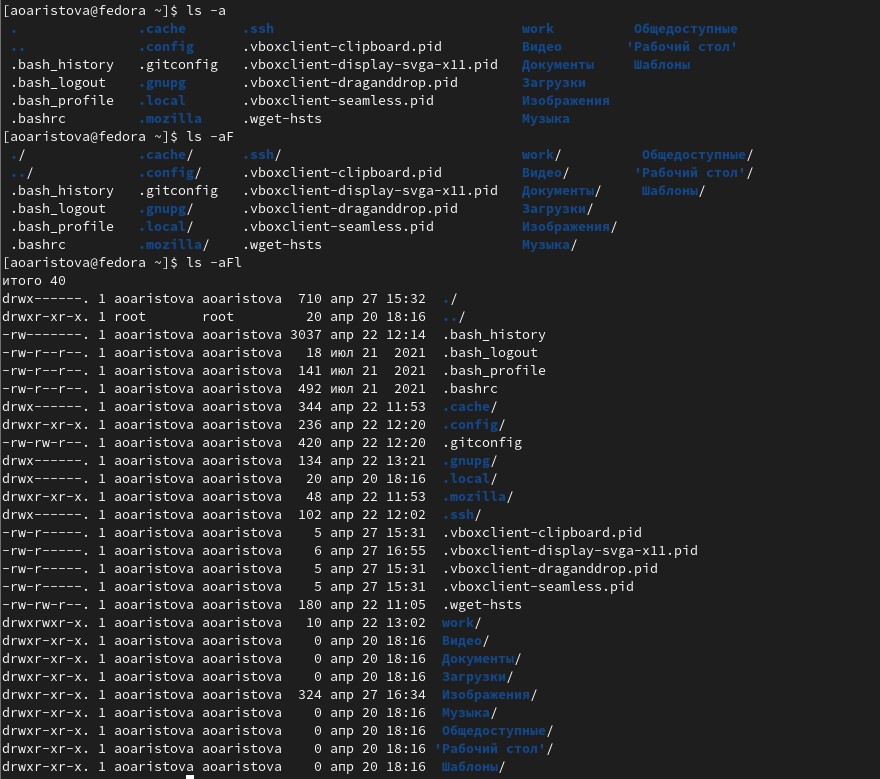 [aoaristova@fedora ~]$ ls -a
.               .cache      .ssh                               work          Общедоступные
..              .config     .vboxclient-clipboard.pid          Видео        'Рабочий стол'
.bash_history   .gitconfig  .vboxclient-display-svga-x11.pid   Документы     Шаблоны
.bash_logout    .gnupg      .vboxclient-draganddrop.pid        Загрузки
.bash_profile   .local      .vboxclient-seamless.pid           Изображения
.bashrc         .mozilla    .wget-hsts                         Музыка
[aoaristova@fedora ~]$ ls -aF
./              .cache/     .ssh/                              work/          Общедоступные/
../             .config/    .vboxclient-clipboard.pid          Видео/        'Рабочий стол'/
.bash_history   .gitconfig  .vboxclient-display-svga-x11.pid   Документы/     Шаблоны/
.bash_logout    .gnupg/     .vboxclient-draganddrop.pid        Загрузки/
.bash_profile   .local/     .vboxclient-seamless.pid           Изображения/
.bashrc         .mozilla/   .wget-hsts                         Музыка/
[aoaristova@fedora ~]$ ls -aFl
итого 40
drwx------. 1 aoaristova aoaristova  710 апр 27 15:32  ./
drwxr-xr-x. 1 root       root         20 апр 20 18:16  ../
-rw-------. 1 aoaristova aoaristova 3037 апр 22 12:14  .bash_history
-rw-r--r--. 1 aoaristova aoaristova   18 июл 21  2021  .bash_logout
-rw-r--r--. 1 aoaristova aoaristova  141 июл 21  2021  .bash_profile
-rw-r--r--. 1 aoaristova aoaristova  492 июл 21  2021  .bashrc
drwx------. 1 aoaristova aoaristova  344 апр 22 11:53  .cache/
drwxr-xr-x. 1 aoaristova aoaristova  236 апр 22 12:20  .config/
-rw-rw-r--. 1 aoaristova aoaristova  420 апр 22 12:20  .gitconfig
drwx------. 1 aoaristova aoaristova  134 апр 22 13:21  .gnupg/
drwx------. 1 aoaristova aoaristova   20 апр 20 18:16  .local/
drwxr-xr-x. 1 aoaristova aoaristova   48 апр 22 11:53  .mozilla/
drwx------. 1 aoaristova aoaristova  102 апр 22 12:02  .ssh/
-rw-r-----. 1 aoaristova aoaristova    5 апр 27 15:31  .vboxclient-clipboard.pid
-rw-r-----. 1 aoaristova aoaristova    6 апр 27 16:55  .vboxclient-display-svga-x11.pid
-rw-r-----. 1 aoaristova aoaristova    5 апр 27 15:31  .vboxclient-draganddrop.pid
-rw-r-----. 1 aoaristova aoaristova    5 апр 27 15:31  .vboxclient-seamless.pid
-rw-rw-r--. 1 aoaristova aoaristova  180 апр 22 11:05  .wget-hsts
drwxrwxr-x. 1 aoaristova aoaristova   10 апр 22 13:02  work/
drwxr-xr-x. 1 aoaristova aoaristova    0 апр 20 18:16  Видео/
drwxr-xr-x. 1 aoaristova aoaristova    0 апр 20 18:16  Документы/
drwxr-xr-x. 1 aoaristova aoaristova    0 апр 20 18:16  Загрузки/
drwxr-xr-x. 1 aoaristova aoaristova  324 апр 27 16:34  Изображения/
drwxr-xr-x. 1 aoaristova aoaristova    0 апр 20 18:16  Музыка/
drwxr-xr-x. 1 aoaristova aoaristova    0 апр 20 18:16  Общедоступные/
drwxr-xr-x. 1 aoaristova aoaristova    0 апр 20 18:16 'Рабочий стол'/
drwxr-xr-x. 1 aoaristova aoaristova    0 апр 20 18:16  Шаблоны/